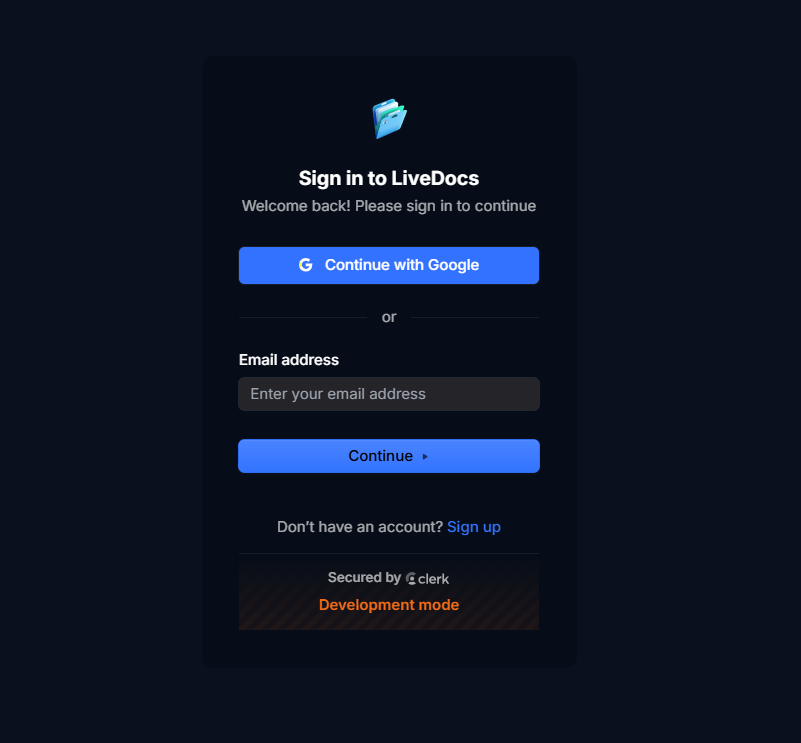 Sign in to LiveDocs
Welcome back! Please sign in to continue
G Continue with Google
or
Email address
Enter your email address
Continue
Don’t have an account? Sign up
Secured by clerk
Development mode